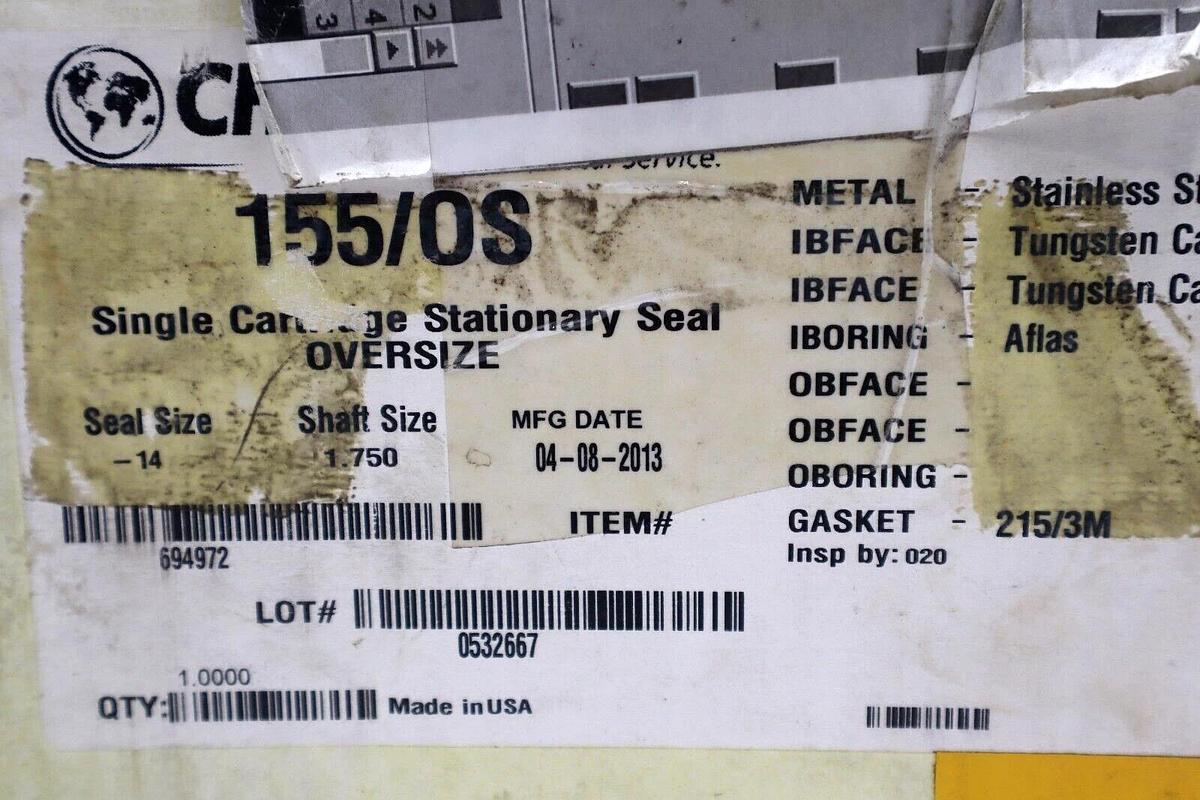 3 4 2
155/OS
Single Cartridge Stationary Seal
OVERSIZE
Seal Size Shaft Size MFG DATE
-14 1.750 04-08-2013
694972
ITEM#
LOT#
0532667
1.0000
QTY: Made in USA
service.
METAL - Stainless
IBFACE - Tungsten
IBFACE - Tungsten
IBORING - Aflas
OBFACE -
OBFACE -
OBORING -
GASKET - 215/3M
Insp by: 020